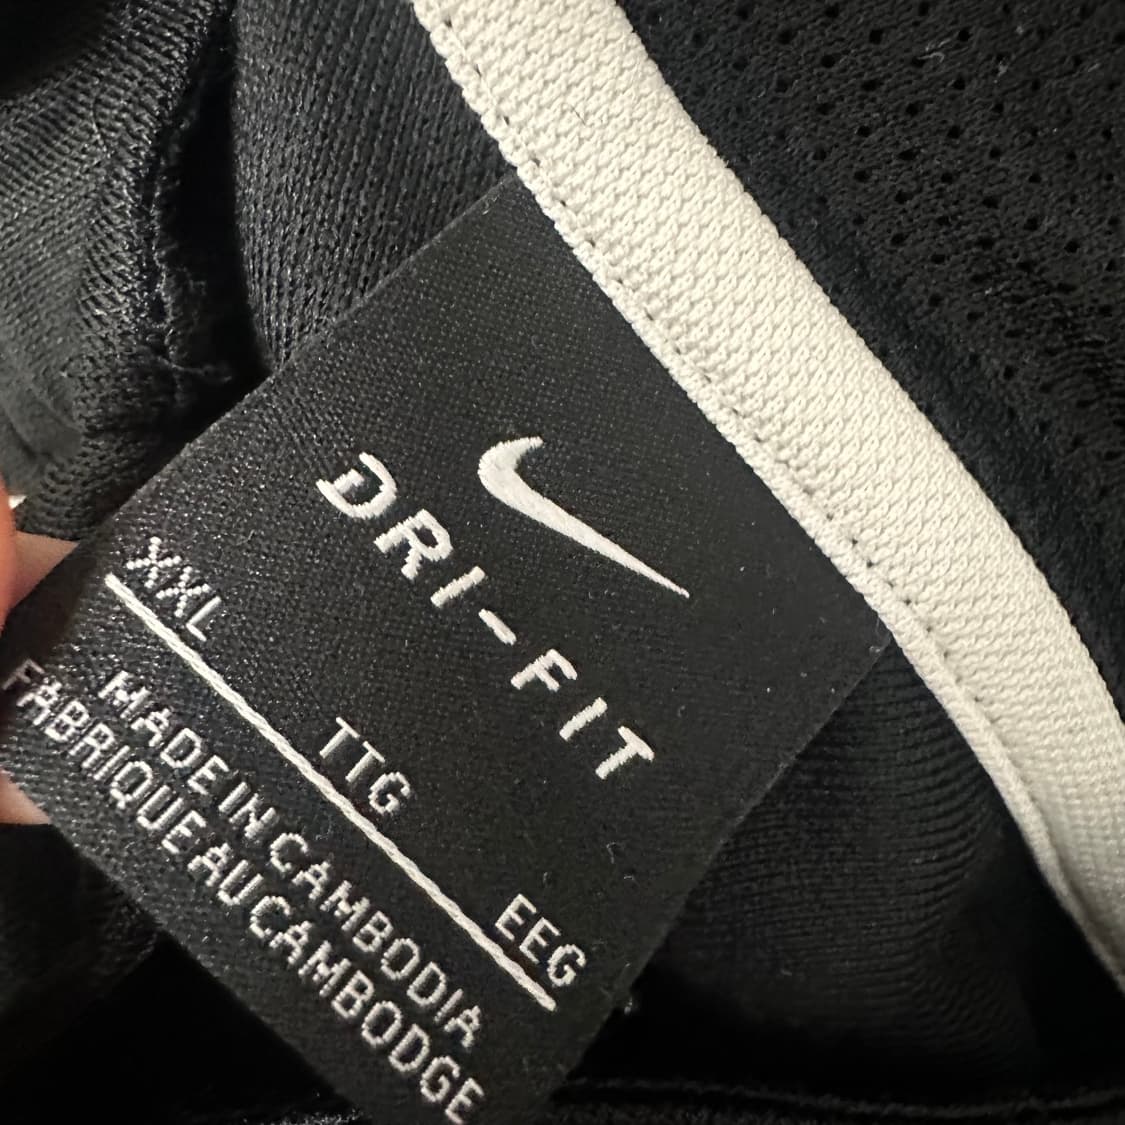 DRI-FIT
XXL TTG EEG
MADE IN CAMBODIA
FABRIQUE AU CAMBODGE